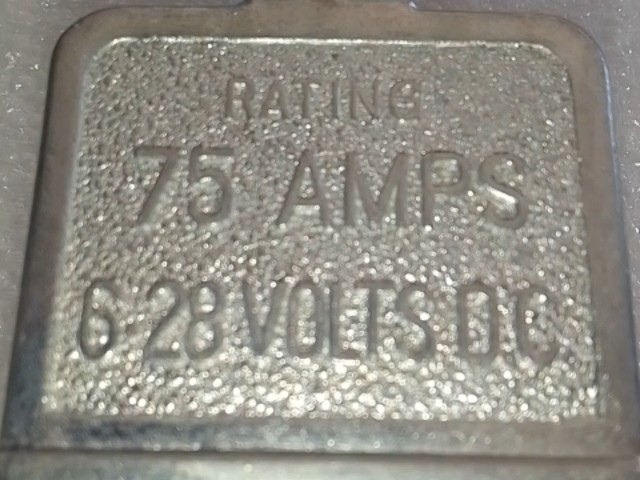 RATING
75 AMPS
6-28 VOLTS DC